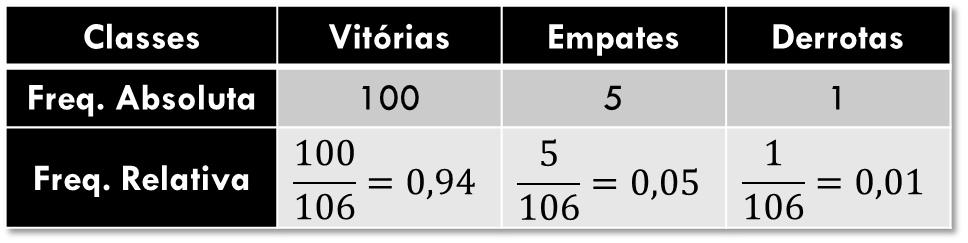 Classes Vitórias Empates Derrotas
Freq. Absoluta 100 5 1
Freq. Relativa 100/106 = 0,94 5/106 = 0,05 1/106 = 0,01